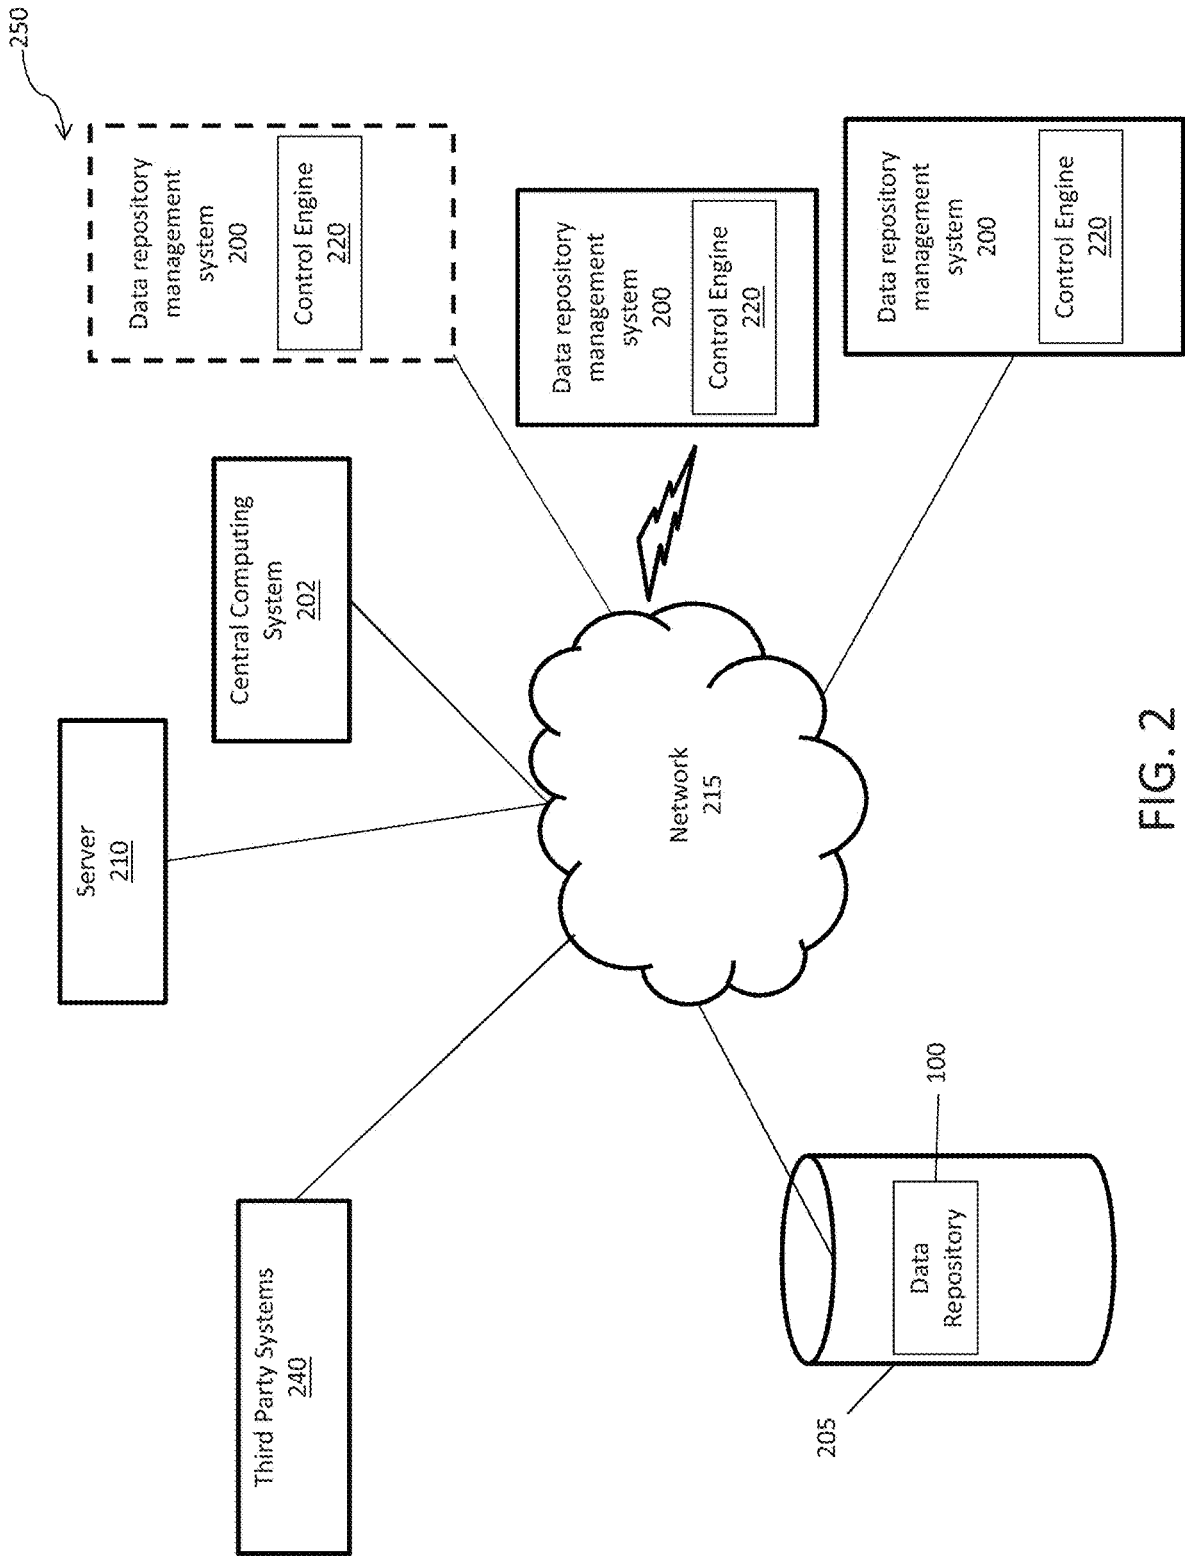 250
Third Party Systems
240
Server
210
Central Computing
System
202
Data repository
management
system
200
Control Engine
220
Network
215
Data repository
management
system
200
Control Engine
220
205
Data
Repository
100
Data repository
management
system
200
Control Engine
220
FIG. 2